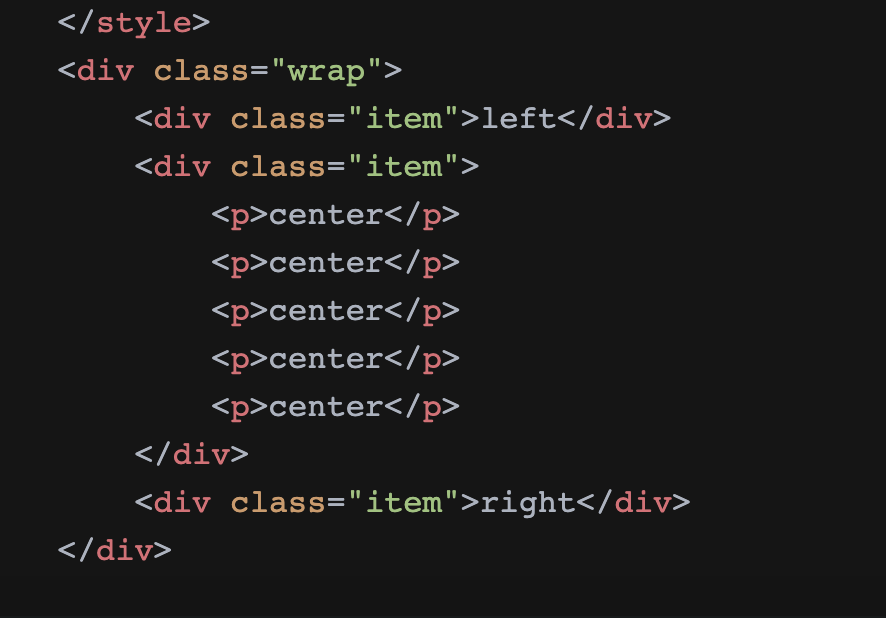 </style>
<div class="wrap">
    <div class="item">left</div>
    <div class="item">
        <p>center</p>
        <p>center</p>
        <p>center</p>
        <p>center</p>
        <p>center</p>
    </div>
    <div class="item">right</div>
</div>